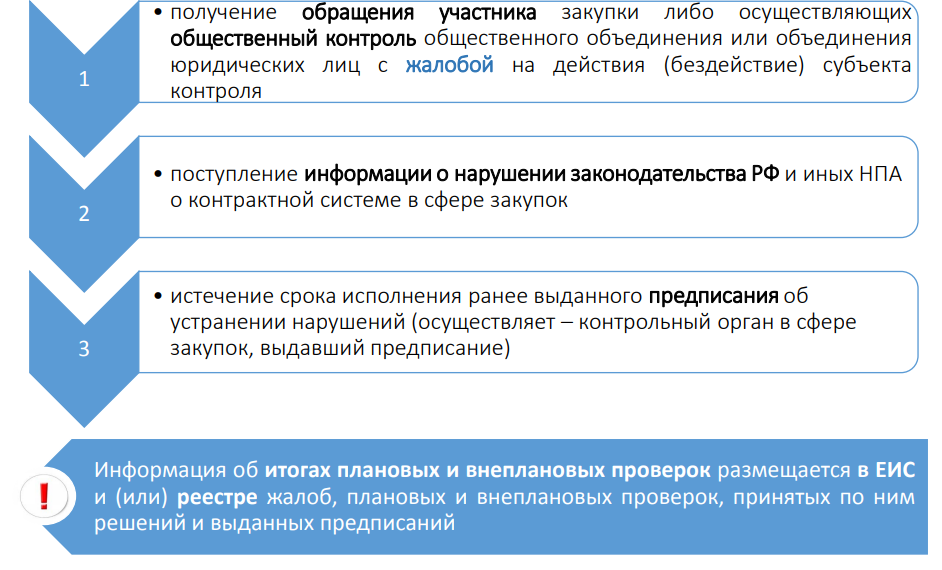 1
• получение обращения участника закупки либо осуществляющих
общественный контроль общественного объединения или объединения
юридических лиц с жалобой на действия (бездействие) субъекта
контроля
2
• поступление информации о нарушении законодательства РФ и иных НПА
о контрактной системе в сфере закупок
3
• истечение срока исполнения ранее выданного предписания об
устранении нарушений (осуществляет – контрольный орган в сфере
закупок, выдавший предписание)
!
Информация об итогах плановых и внеплановых проверок размещается в ЕИС
и (или) реестре жалоб, плановых и внеплановых проверок, принятых по ним
решений и выданных предписаний